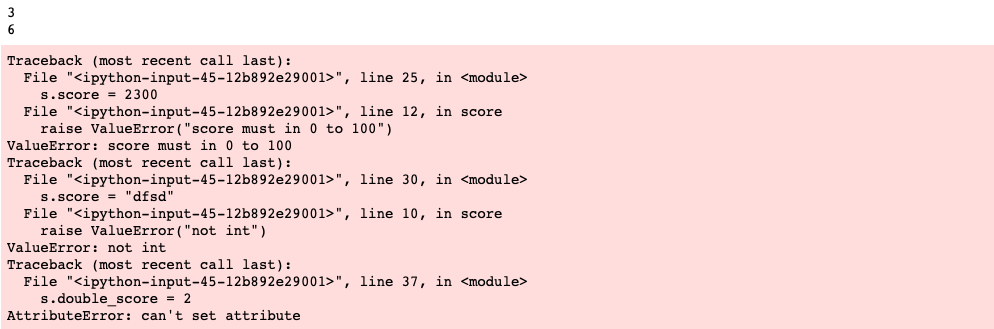 3
6
Traceback (most recent call last):
  File "<ipython-input-45-12b892e29001>", line 25, in <module>
    s.score = 2300
  File "<ipython-input-45-12b892e29001>", line 12, in score
    raise ValueError("score must in 0 to 100")
ValueError: score must in 0 to 100
Traceback (most recent call last):
  File "<ipython-input-45-12b892e29001>", line 30, in <module>
    s.score = "dfsd"
  File "<ipython-input-45-12b892e29001>", line 10, in score
    raise ValueError("not int")
ValueError: not int
Traceback (most recent call last):
  File "<ipython-input-45-12b892e29001>", line 37, in <module>
    s.double_score = 2
AttributeError: can't set attribute